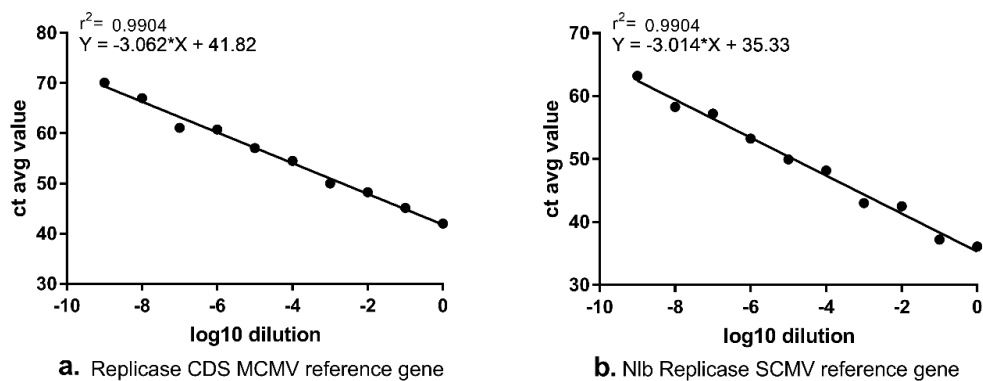 r²= 0.9904
Y = -3.062*X + 41.82
80
70
60
50
40
30
ct avg value
-10 -8 -6 -4 -2 0
log10 dilution
a. Replicase CDS MCMV reference gene
r²= 0.9904
Y = -3.014*X + 35.33
70
60
50
40
30
ct avg value
-10 -8 -6 -4 -2 0
log10 dilution
b. Nlb Replicase SCMV reference gene